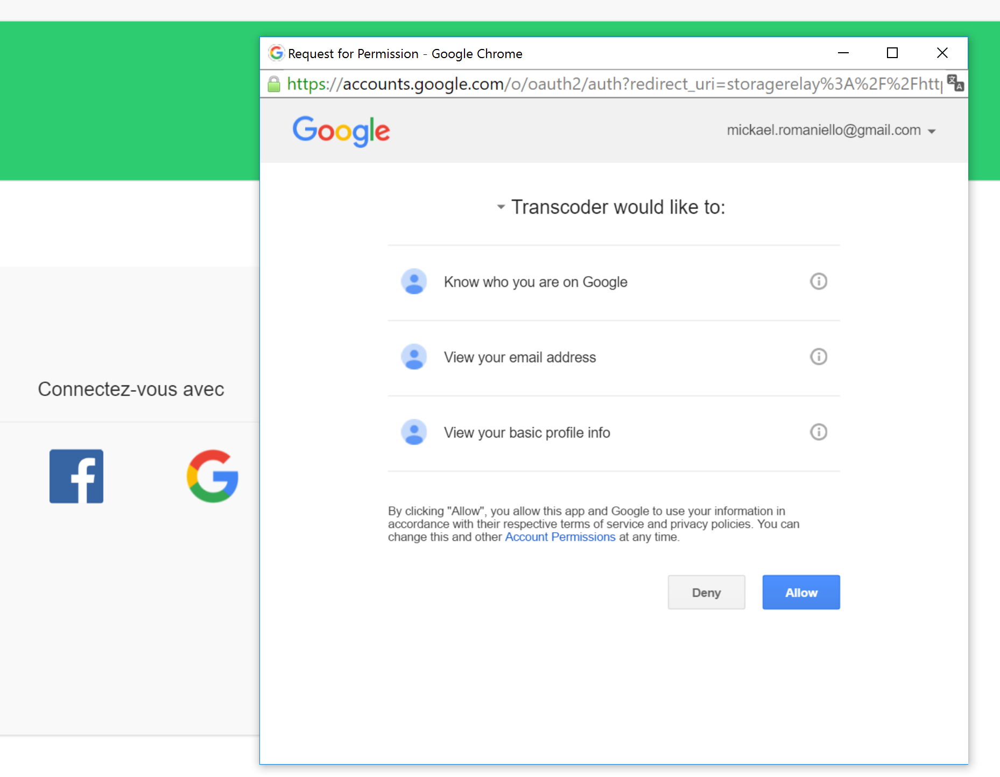 Request for Permission - Google Chrome
https://accounts.google.com/o/oauth2/auth?redirect_uri=storagerelay%3A%2F%2Fhttp
Google
mickael.romaniello@gmail.com
Transcoder would like to:
Know who you are on Google
View your email address
View your basic profile info
By clicking "Allow", you allow this app and Google to use your information in
accordance with their respective terms of service and privacy policies. You can
change this and other Account Permissions at any time.
Deny
Allow
Connectez-vous avec